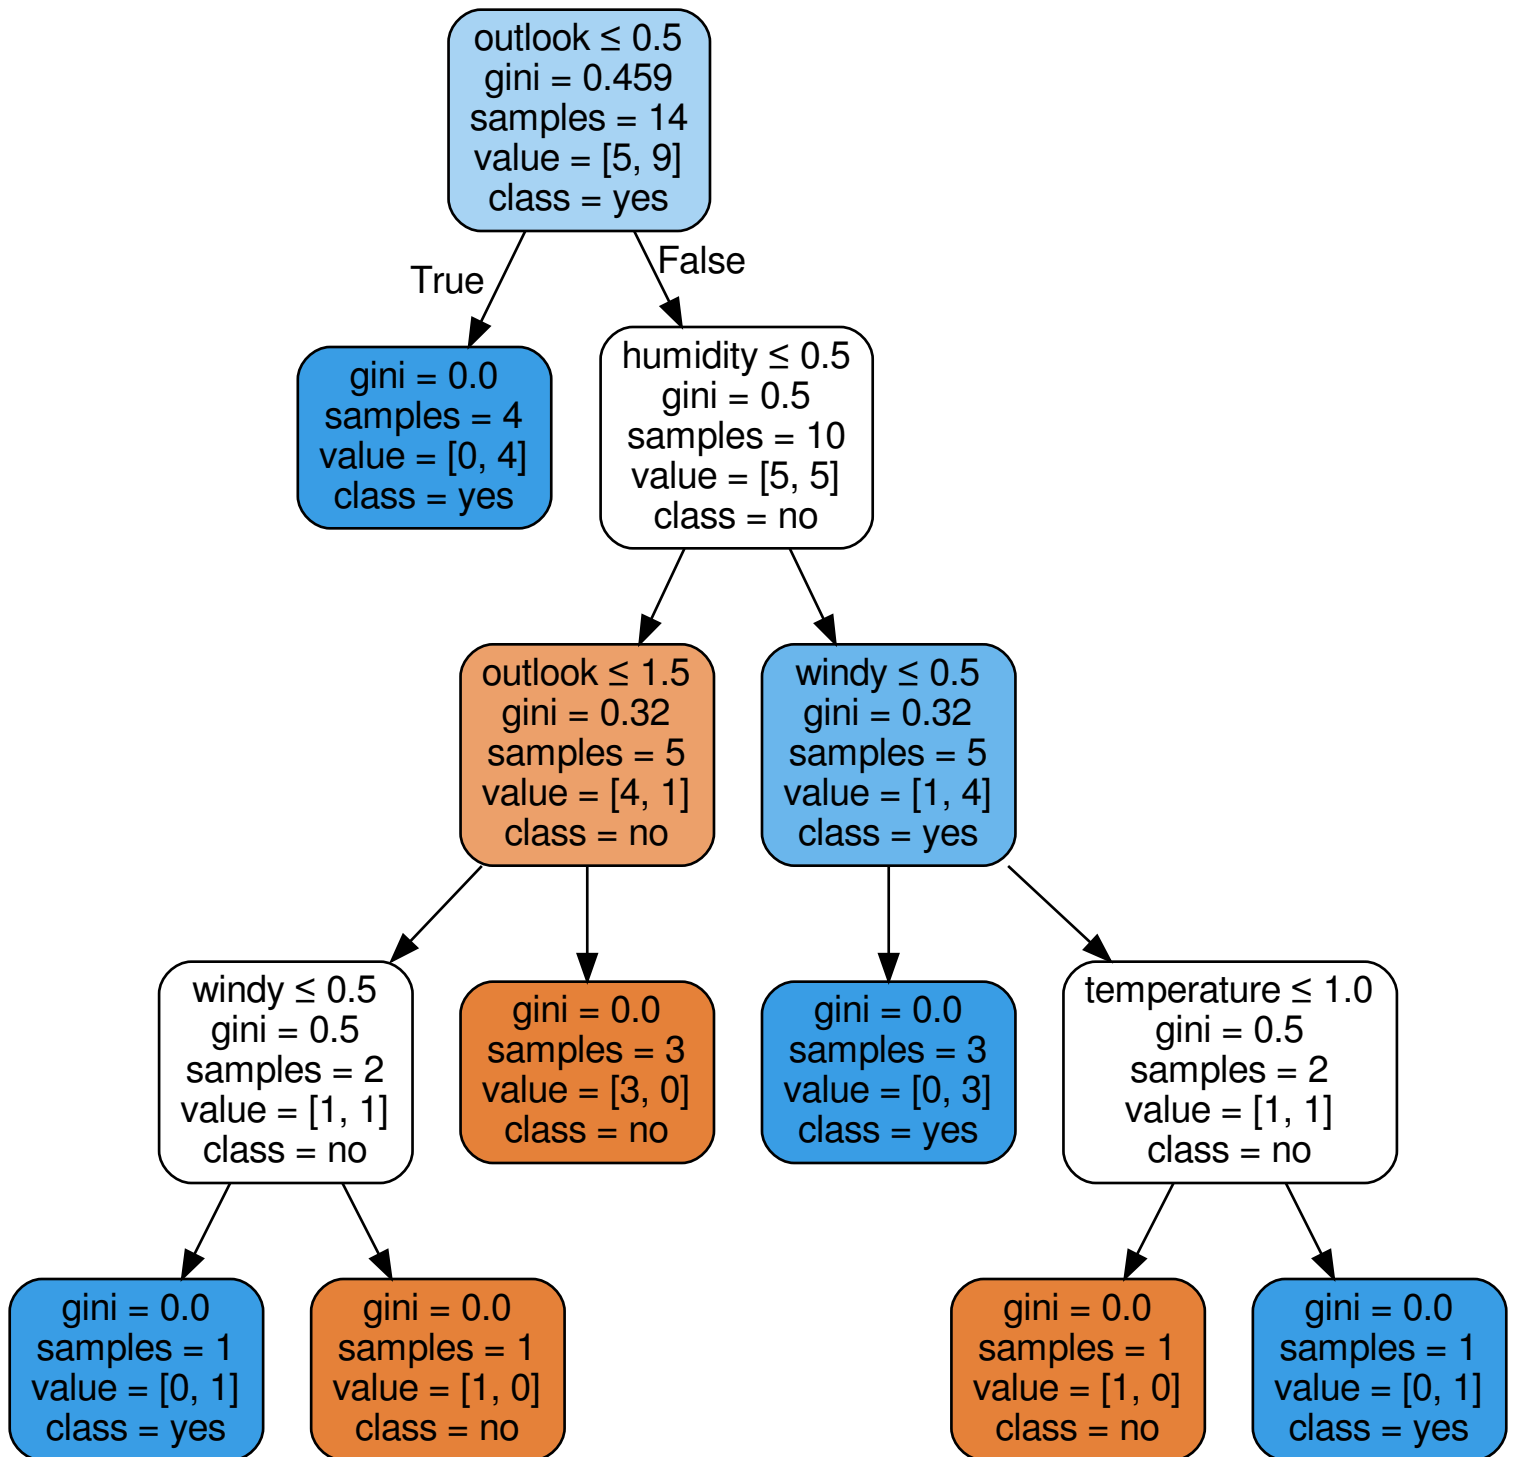 outlook ≤ 0.5
gini = 0.459
samples = 14
value = [5, 9]
class = yes
True
False
gini = 0.0
samples = 4
value = [0, 4]
class = yes
humidity ≤ 0.5
gini = 0.5
samples = 10
value = [5, 5]
class = no
outlook ≤ 1.5
gini = 0.32
samples = 5
value = [4, 1]
class = no
windy ≤ 0.5
gini = 0.32
samples = 5
value = [1, 4]
class = yes
windy ≤ 0.5
gini = 0.5
samples = 2
value = [1, 1]
class = no
gini = 0.0
samples = 3
value = [3, 0]
class = no
gini = 0.0
samples = 3
value = [0, 3]
class = yes
temperature ≤ 1.0
gini = 0.5
samples = 2
value = [1, 1]
class = no
gini = 0.0
samples = 1
value = [0, 1]
class = yes
gini = 0.0
samples = 1
value = [1, 0]
class = no
gini = 0.0
samples = 1
value = [1, 0]
class = no
gini = 0.0
samples = 1
value = [0, 1]
class = yes